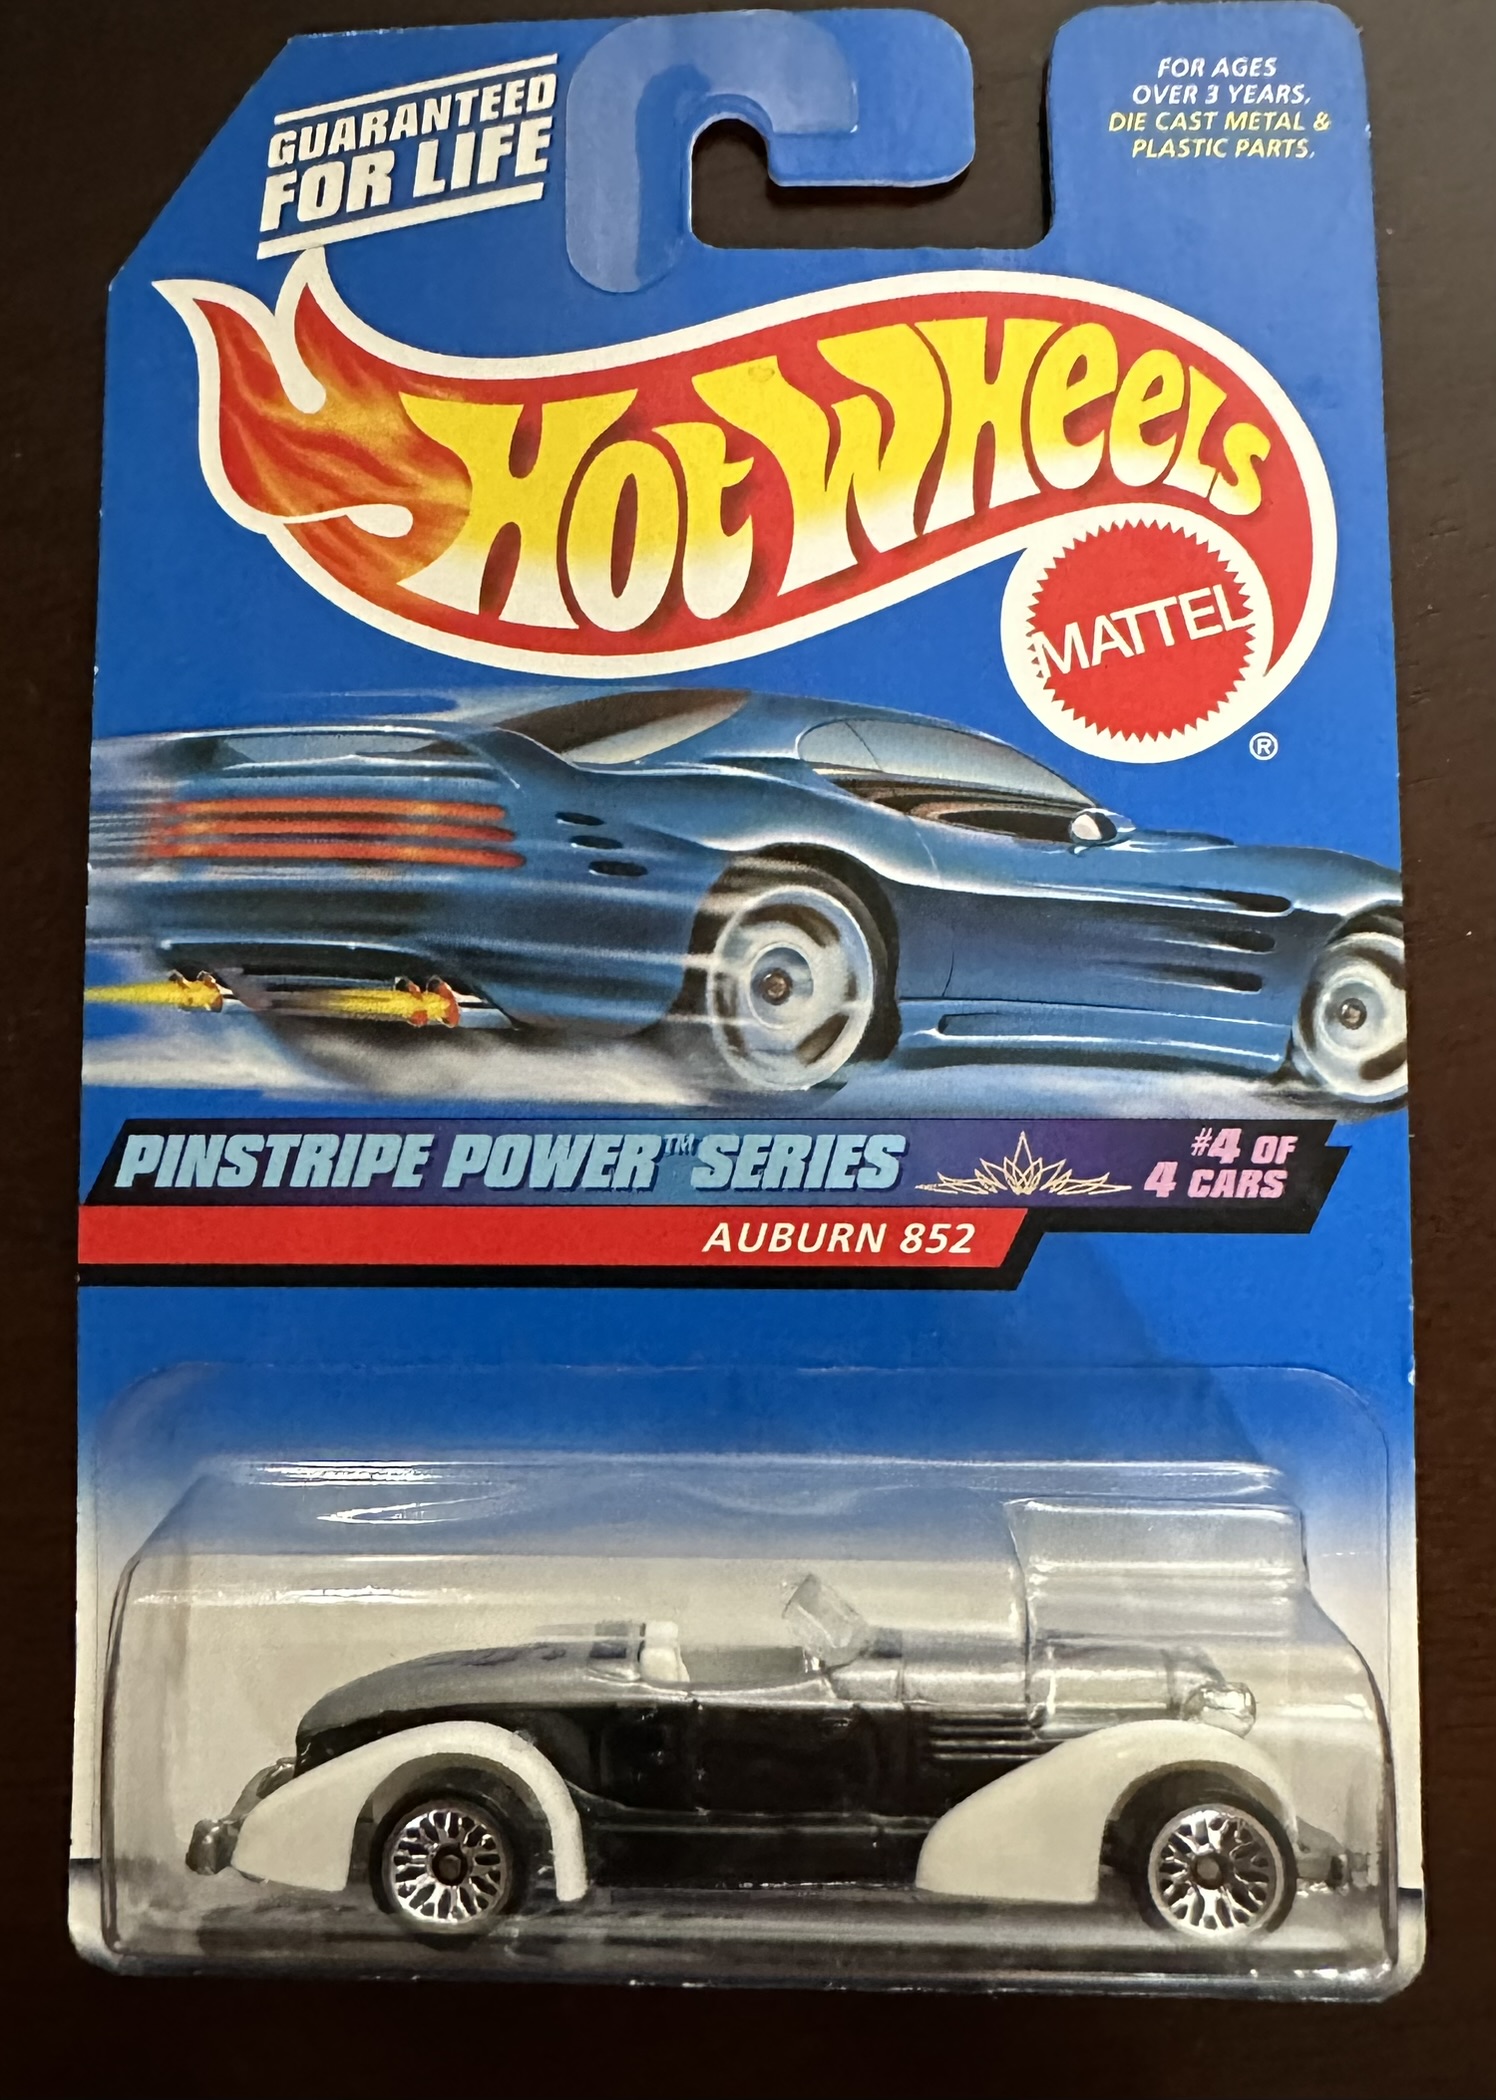 GUARANTEED
FOR LIFE
FOR AGES
OVER 3 YEARS.
DIE CAST METAL &
PLASTIC PARTS.
HOT WHEELS
MATTEL
®
PINSTRIPE POWER™ SERIES
#4 OF
4 CARS
AUBURN 852